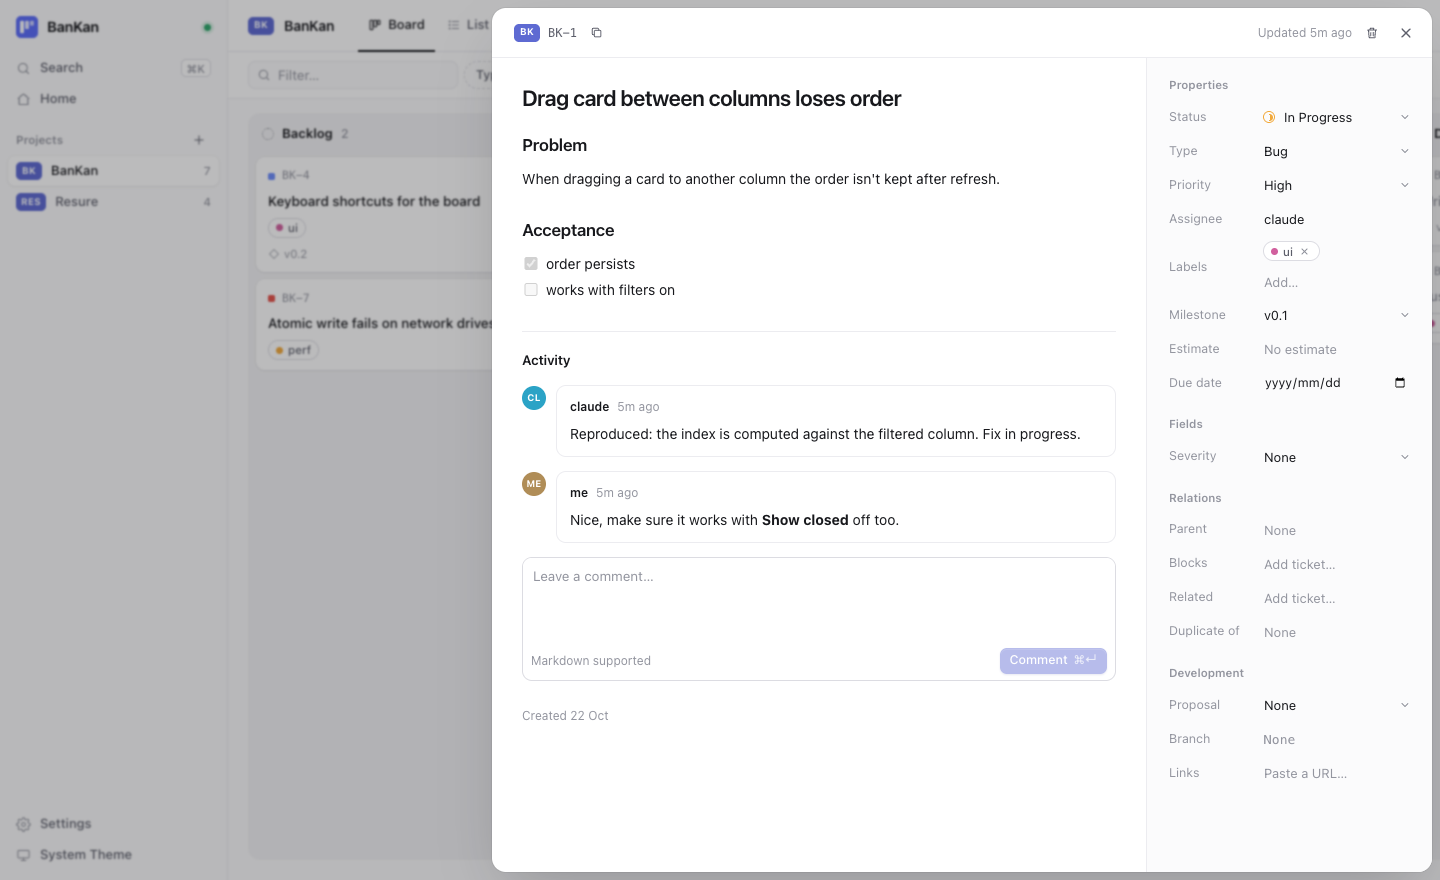 BanKan
Search ⌘K
Home
Projects
BK BanKan 7
RES Resure 4
Settings
System Theme
BK BanKan Board List
Filter...
Backlog 2
BK-4
Keyboard shortcuts for the board
ui
v0.2
BK-7
Atomic write fails on network drives
perf
BK BK-1 Updated 5m ago
Drag card between columns loses order
Problem
When dragging a card to another column the order isn't kept after refresh.
Acceptance
order persists
works with filters on
Activity
CL claude 5m ago
Reproduced: the index is computed against the filtered column. Fix in progress.
ME me 5m ago
Nice, make sure it works with Show closed off too.
Leave a comment...
Markdown supported Comment ⌘↵
Created 22 Oct
Properties
Status In Progress
Type Bug
Priority High
Assignee claude
Labels ui ×
Add...
Milestone v0.1
Estimate No estimate
Due date yyyy/mm/dd
Fields
Severity None
Relations
Parent None
Blocks Add ticket...
Related Add ticket...
Duplicate of None
Development
Proposal None
Branch None
Links Paste a URL...